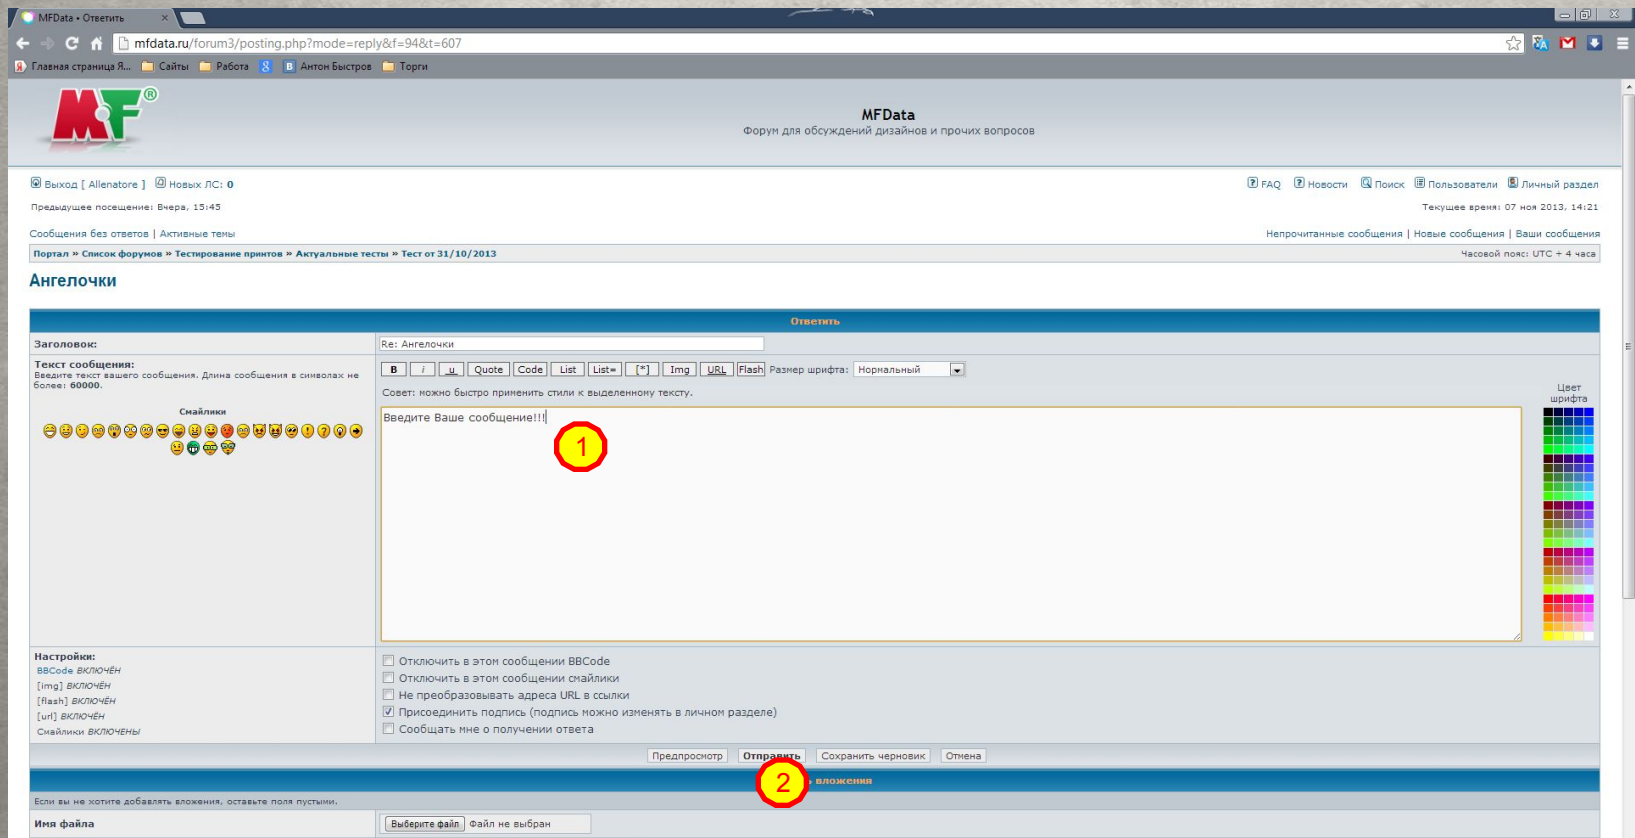 MFData • Ответить
mfdata.ru/forum3/posting.php?mode=reply&f=94&t=607
Главная страница Я... Сайты Работа Антон Быстров Торги
MF®
MFData
Форум для обсуждений дизайнов и прочих вопросов
Выход [ Allenatore ] Новых ЛС: 0
FAQ Новости Поиск Пользователи Личный раздел
Предыдущее посещение: Вчера, 15:45
Текущее время: 07 ноя 2013, 14:21
Сообщения без ответов | Активные темы
Непрочитанные сообщения | Новые сообщения | Ваши сообщения
Портал » Список форумов » Тестирование принтов » Актуальные тесты » Тест от 31/10/2013
Часовой пояс: UTC + 4 часа
Ангелочки
Ответить
Заголовок:
Re: Ангелочки
Текст сообщения:
Введите текст вашего сообщения. Длина сообщения в символах не
более: 60000.
Смайлики
B i u Quote Code List List= [*] Img URL Flash Размер шрифта: Нормальный
Совет: можно быстро применить стили к выделенному тексту.
Цвет
шрифта
Введите Ваше сообщение!!!
1
Настройки:
BBCode ВКЛЮЧЁН
[img] ВКЛЮЧЁН
[flash] ВКЛЮЧЁН
[url] ВКЛЮЧЁН
Смайлики ВКЛЮЧЕНЫ
Отключить в этом сообщении BBCode
Отключить в этом сообщении смайлики
Не преобразовывать адреса URL в ссылки
Присоединить подпись (подпись можно изменять в личном разделе)
Сообщать мне о получении ответа
Предпросмотр Отправить Сохранить черновик Отмена
2
вложения
Если вы не хотите добавлять вложения, оставьте поля пустыми.
Имя файла
Выберите файл Файл не выбран